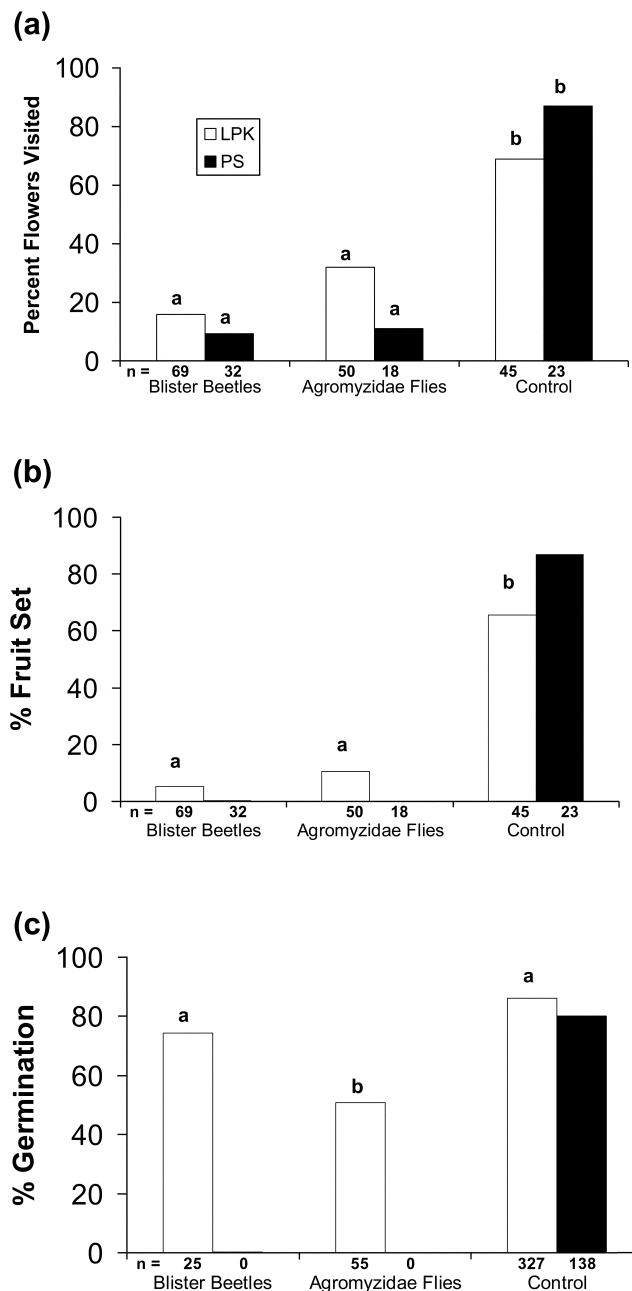 (a)
Percent Flowers Visited
100
80
60
40
20
0
LPK
PS
a
a
a
a
b
b
n = 69 32 50 18 45 23
Blister Beetles Agromyzidae Flies Control
(b)
% Fruit Set
100
80
60
40
20
0
a
a
b
n = 69 32 50 18 45 23
Blister Beetles Agromyzidae Flies Control
(c)
% Germination
100
80
60
40
20
0
a
b
a
n = 25 0 55 0 327 138
Blister Beetles Agromyzidae Flies Control